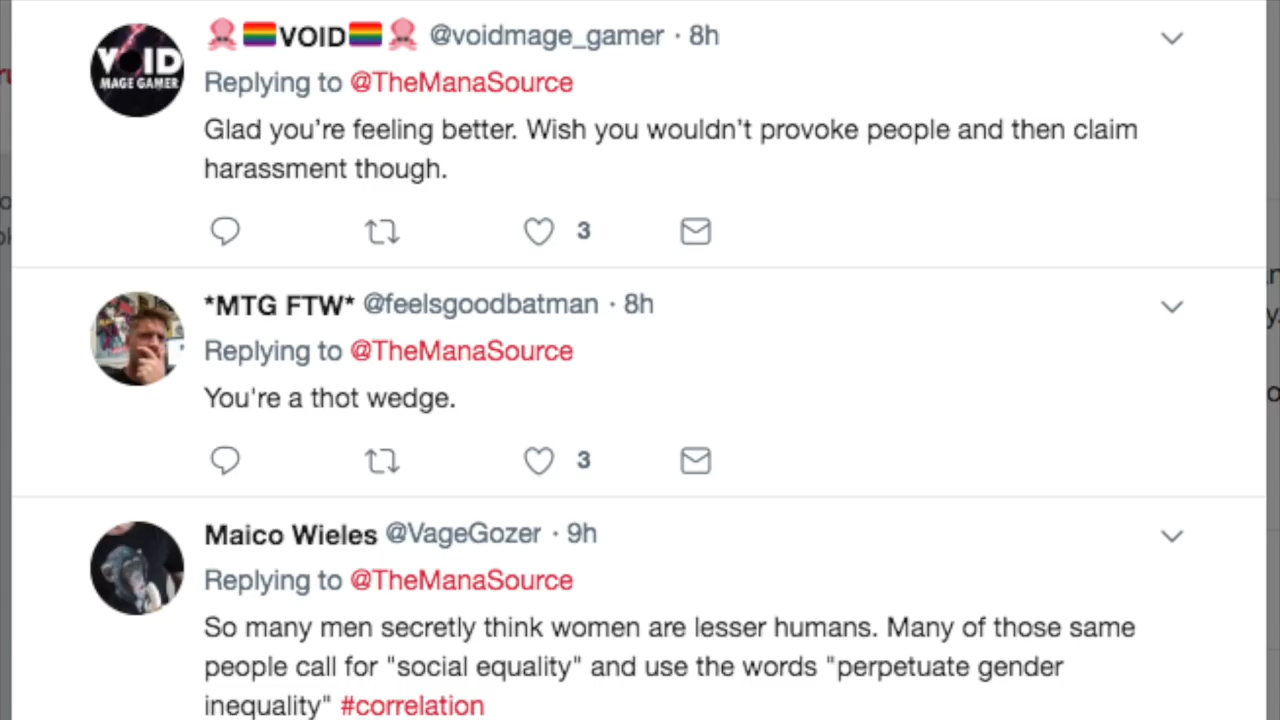 VOID @voidmage_gamer · 8h
VOID
MAGE GAMER
Replying to @TheManaSource
Glad you're feeling better. Wish you wouldn't provoke people and then claim
harassment though.
3
*MTG FTW* @feelsgoodbatman · 8h
Replying to @TheManaSource
You're a thot wedge.
3
Maico Wieles @VageGozer · 9h
Replying to @TheManaSource
So many men secretly think women are lesser humans. Many of those same
people call for "social equality" and use the words "perpetuate gender
inequality" #correlation